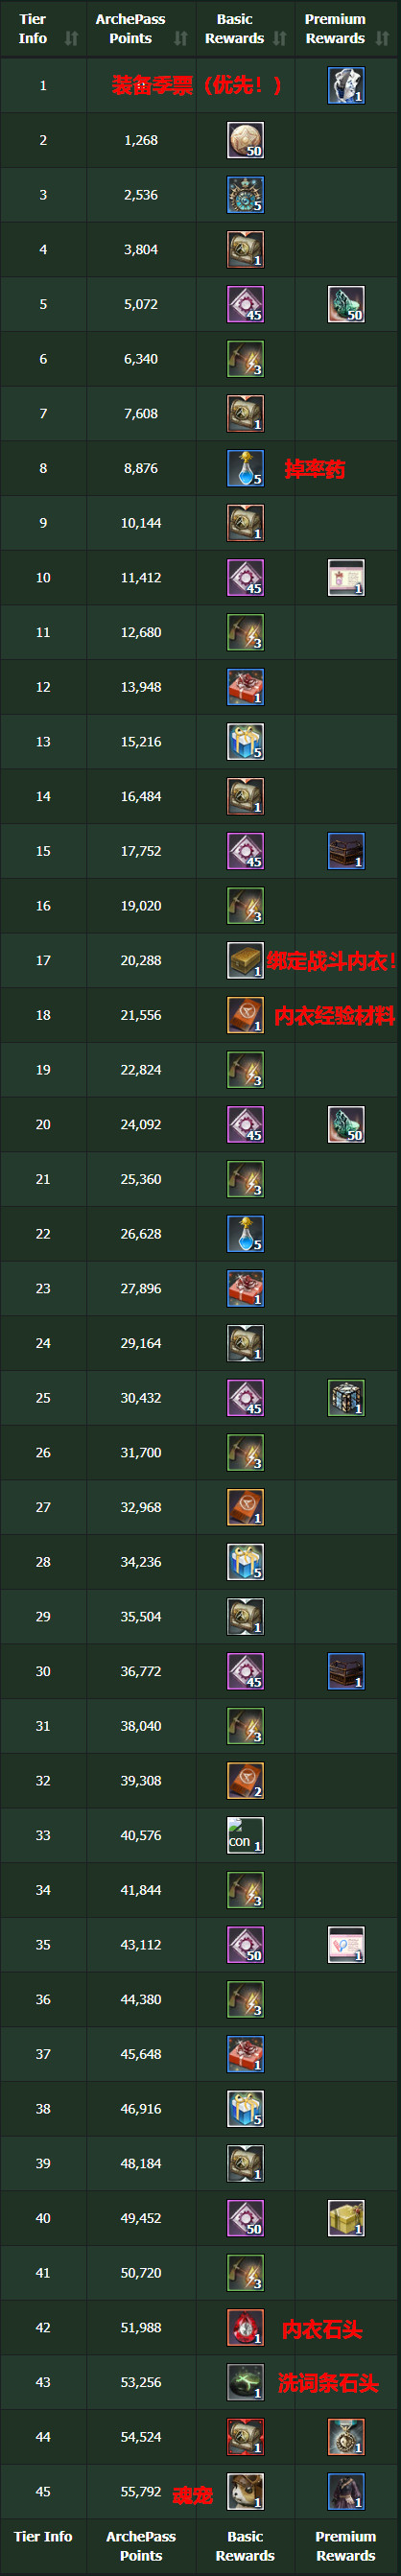 Tier Info ArchePass Points Basic Rewards Premium Rewards
1 装备季票（优先！） 1
2 1,268 50
3 2,536 5
4 3,804 1
5 5,072 45 50
6 6,340 3
7 7,608 1
8 8,876 5 掉率药
9 10,144 1
10 11,412 45 1
11 12,680 3
12 13,948 1
13 15,216 5
14 16,484 1
15 17,752 45 1
16 19,020 3
17 20,288 1 绑定战斗内衣！
18 21,556 1 内衣经验材料
19 22,824 3
20 24,092 45 50
21 25,360 3
22 26,628 5
23 27,896 1
24 29,164 1
25 30,432 45 1
26 31,700 3
27 32,968 1
28 34,236 5
29 35,504 1
30 36,772 45 1
31 38,040 3
32 39,308 2
33 40,576 con 1
34 41,844 3
35 43,112 50 1
36 44,380 3
37 45,648 1
38 46,916 5
39 48,184 1
40 49,452 50 1
41 50,720 3
42 51,988 1 内衣石头
43 53,256 1 洗词条石头
44 54,524 1 1
45 55,792 魂宠 1 1
Tier Info ArchePass Points Basic Rewards Premium Rewards